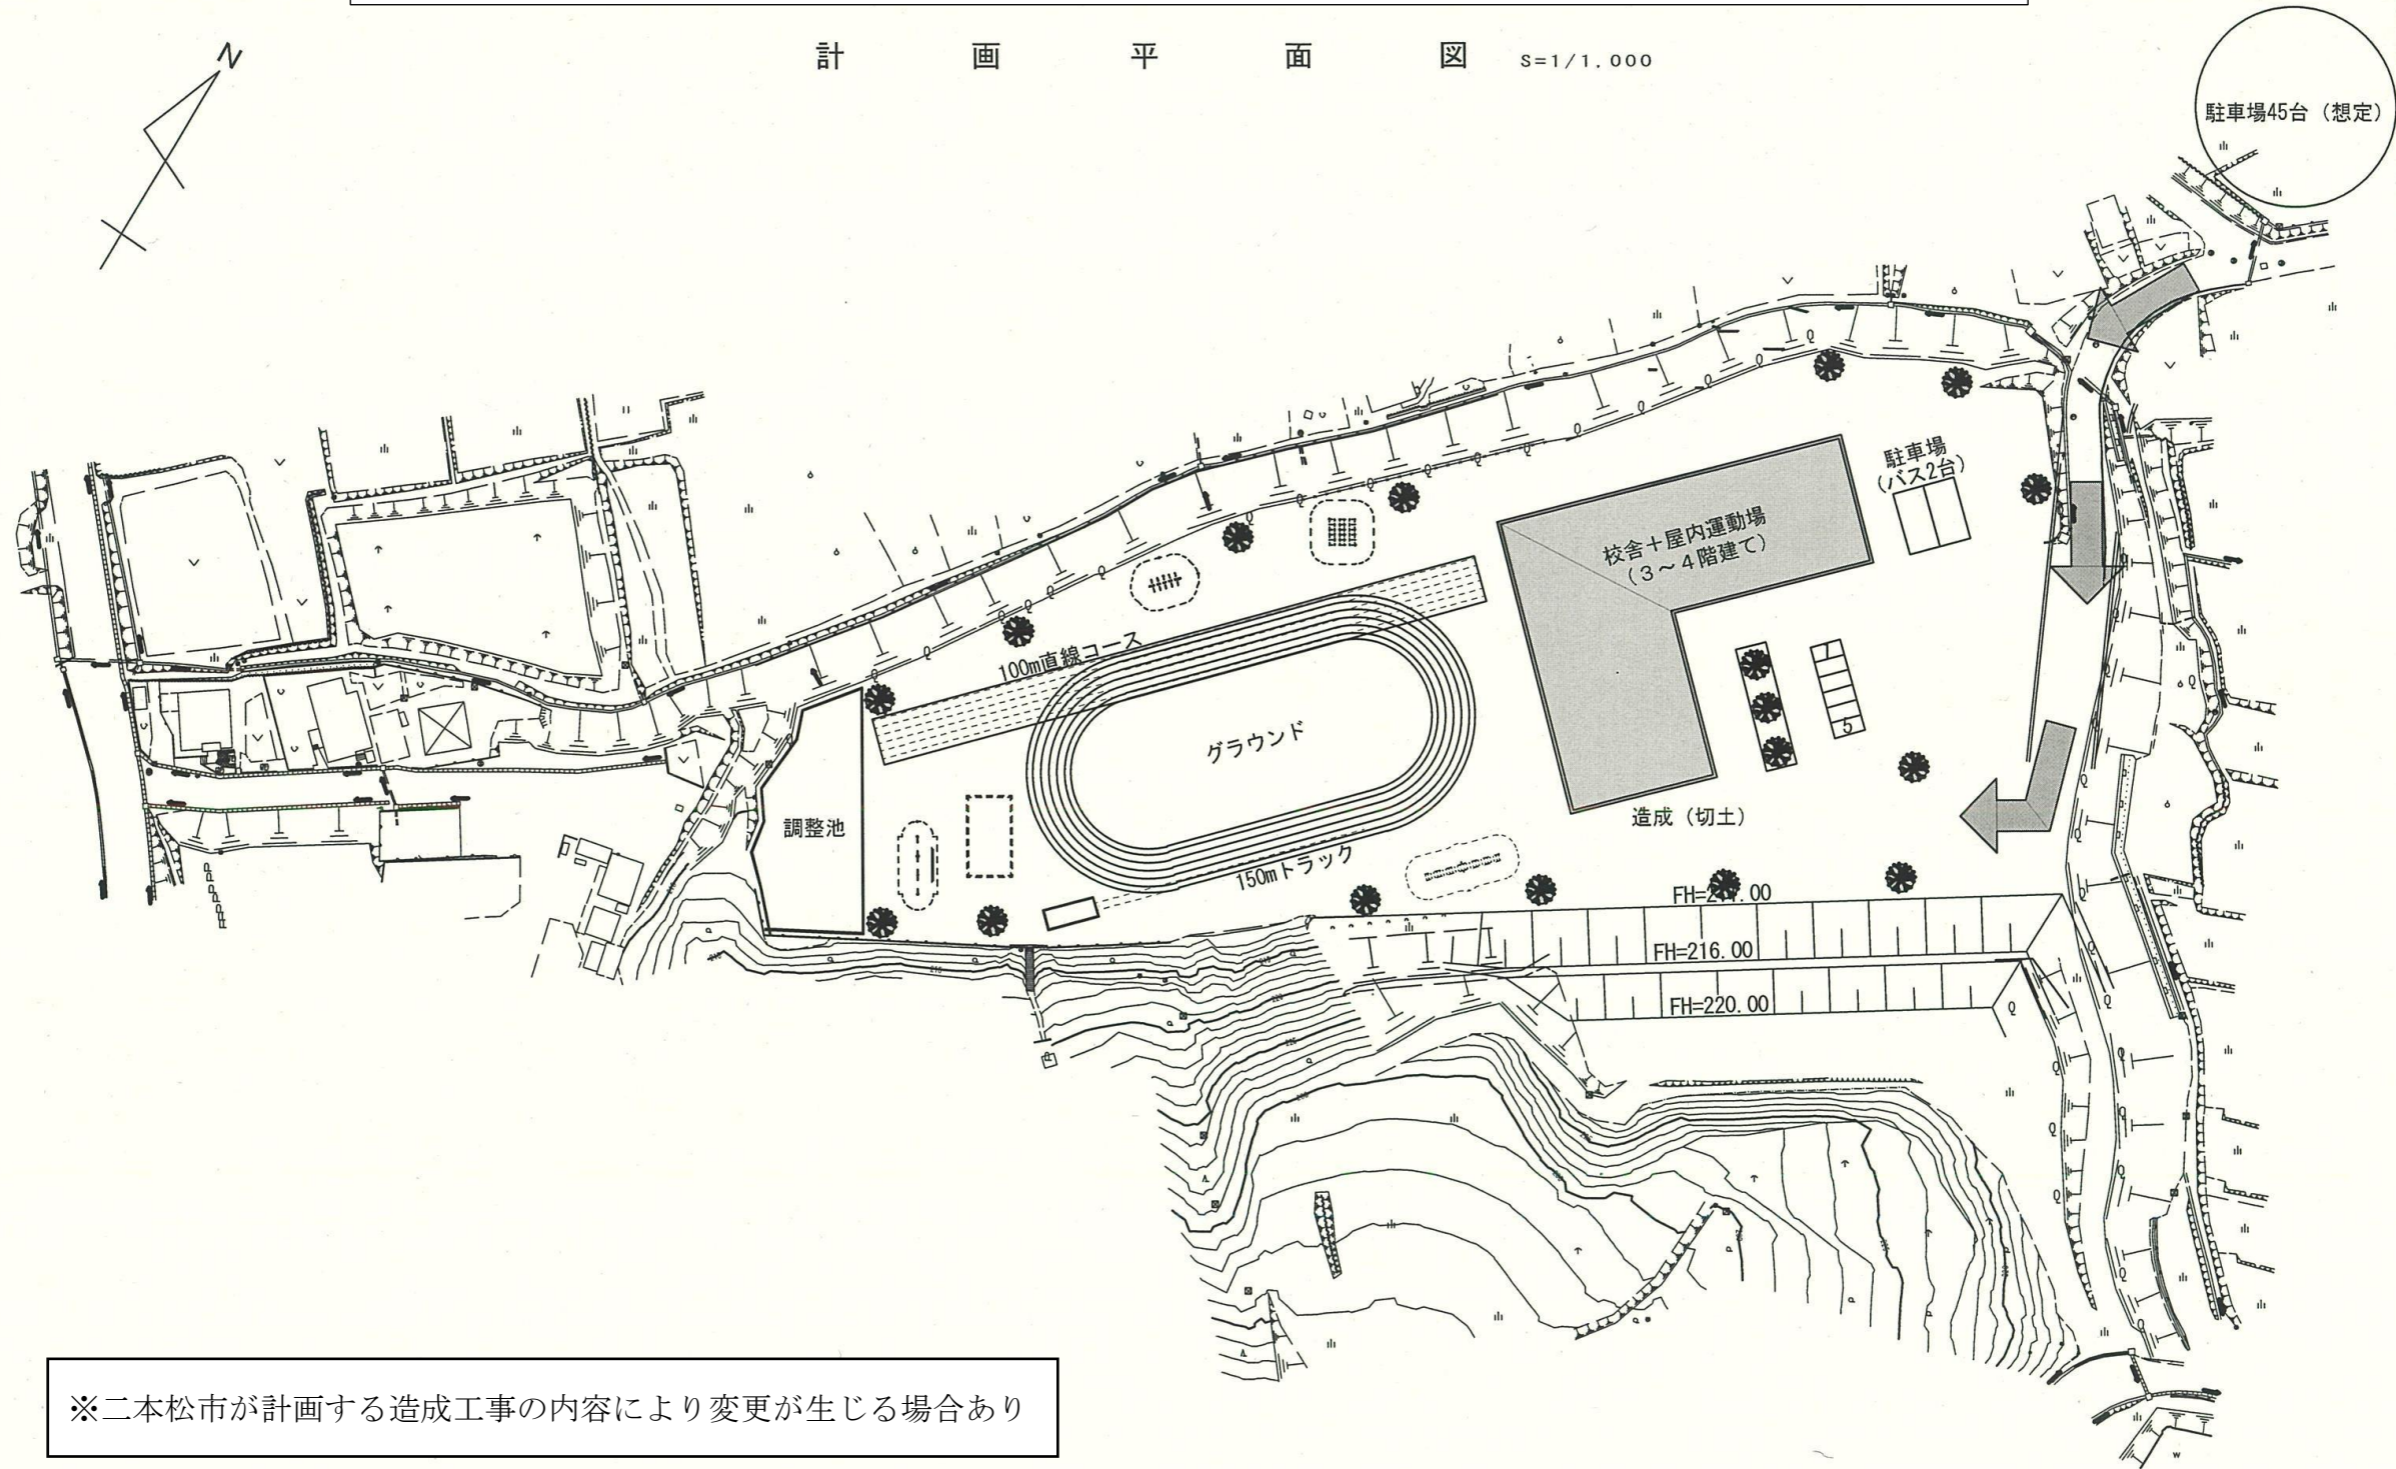 計画平面図 S=1/1.000
N
駐車場45台（想定）
駐車場
（バス2台）
校舎＋屋内運動場
（3～4階建て）
100m直線コース
グラウンド
1
5
調整池
造成（切土）
150mトラック
FH=216.00
FH=220.00
※二本松市が計画する造成工事の内容により変更が生じる場合あり